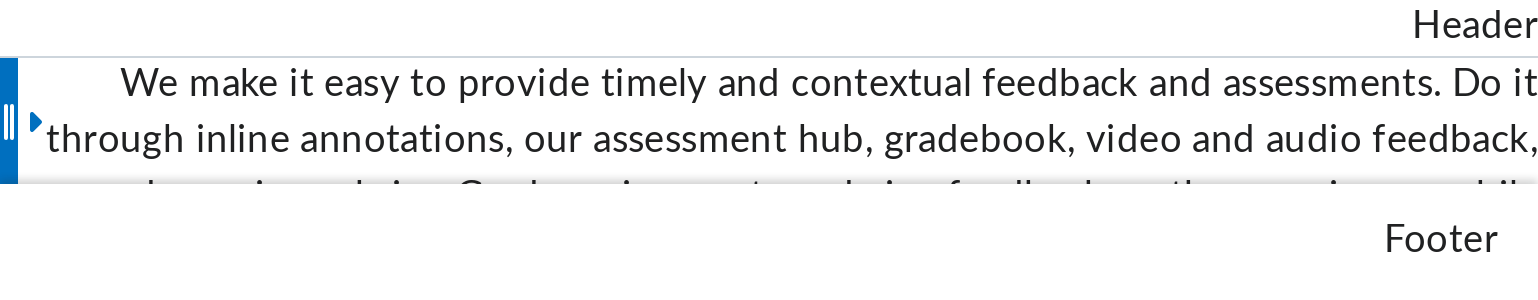 Header
We make it easy to provide timely and contextual feedback and assessments. Do it
through inline annotations, our assessment hub, gradebook, video and audio feedback,
Footer